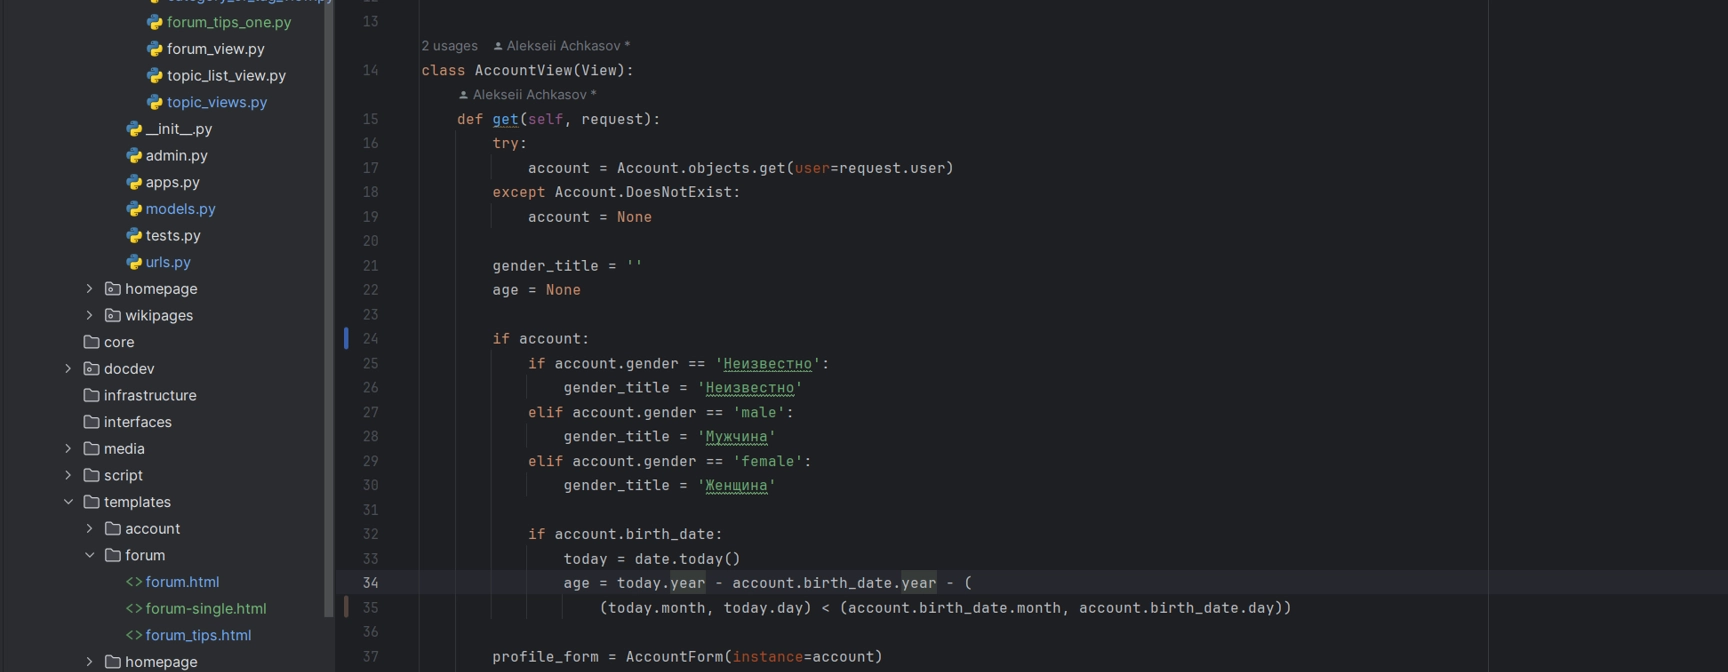 forum_tips_one.py
forum_view.py
topic_list_view.py
topic_views.py
__init__.py
admin.py
apps.py
models.py
tests.py
urls.py
homepage
wikipages
core
docdev
infrastructure
interfaces
media
script
templates
account
forum
forum.html
forum-single.html
forum_tips.html
homepage
13
2 usages Alekseii Achkasov *
14 class AccountView(View):
Alekseii Achkasov *
15 def get(self, request):
16 try:
17 account = Account.objects.get(user=request.user)
18 except Account.DoesNotExist:
19 account = None
20
21 gender_title = ''
22 age = None
23
24 if account:
25 if account.gender == 'Неизвестно':
26 gender_title = 'Неизвестно'
27 elif account.gender == 'male':
28 gender_title = 'Мужчина'
29 elif account.gender == 'female':
30 gender_title = 'Женщина'
31
32 if account.birth_date:
33 today = date.today()
34 age = today.year - account.birth_date.year - (
35 (today.month, today.day) < (account.birth_date.month, account.birth_date.day))
36
37 profile_form = AccountForm(instance=account)